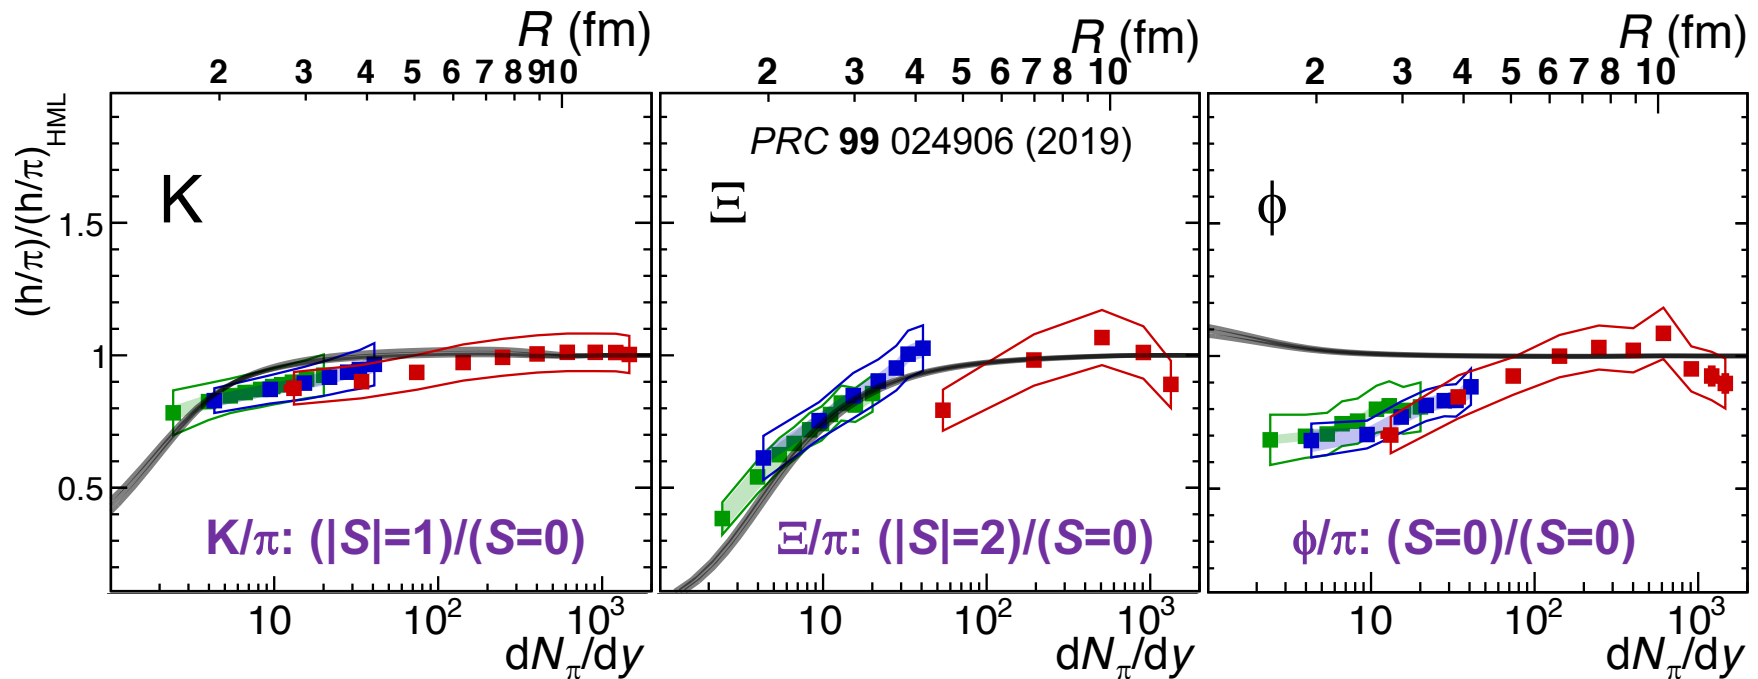 R (fm) R (fm) R (fm)
2 3 4 5 6 7 8 9 10 2 3 4 5 6 7 8 10 2 3 4 5 6 7 8 10
(h/π)/(h/π)HML
PRC 99 024906 (2019)
K Ξ ϕ
1.5
1
0.5
K/π: (|S|=1)/(S=0) Ξ/π: (|S|=2)/(S=0) ϕ/π: (S=0)/(S=0)
10 10² 10³ 10 10² 10³ 10 10² 10³
dNπ/dy dNπ/dy dNπ/dy